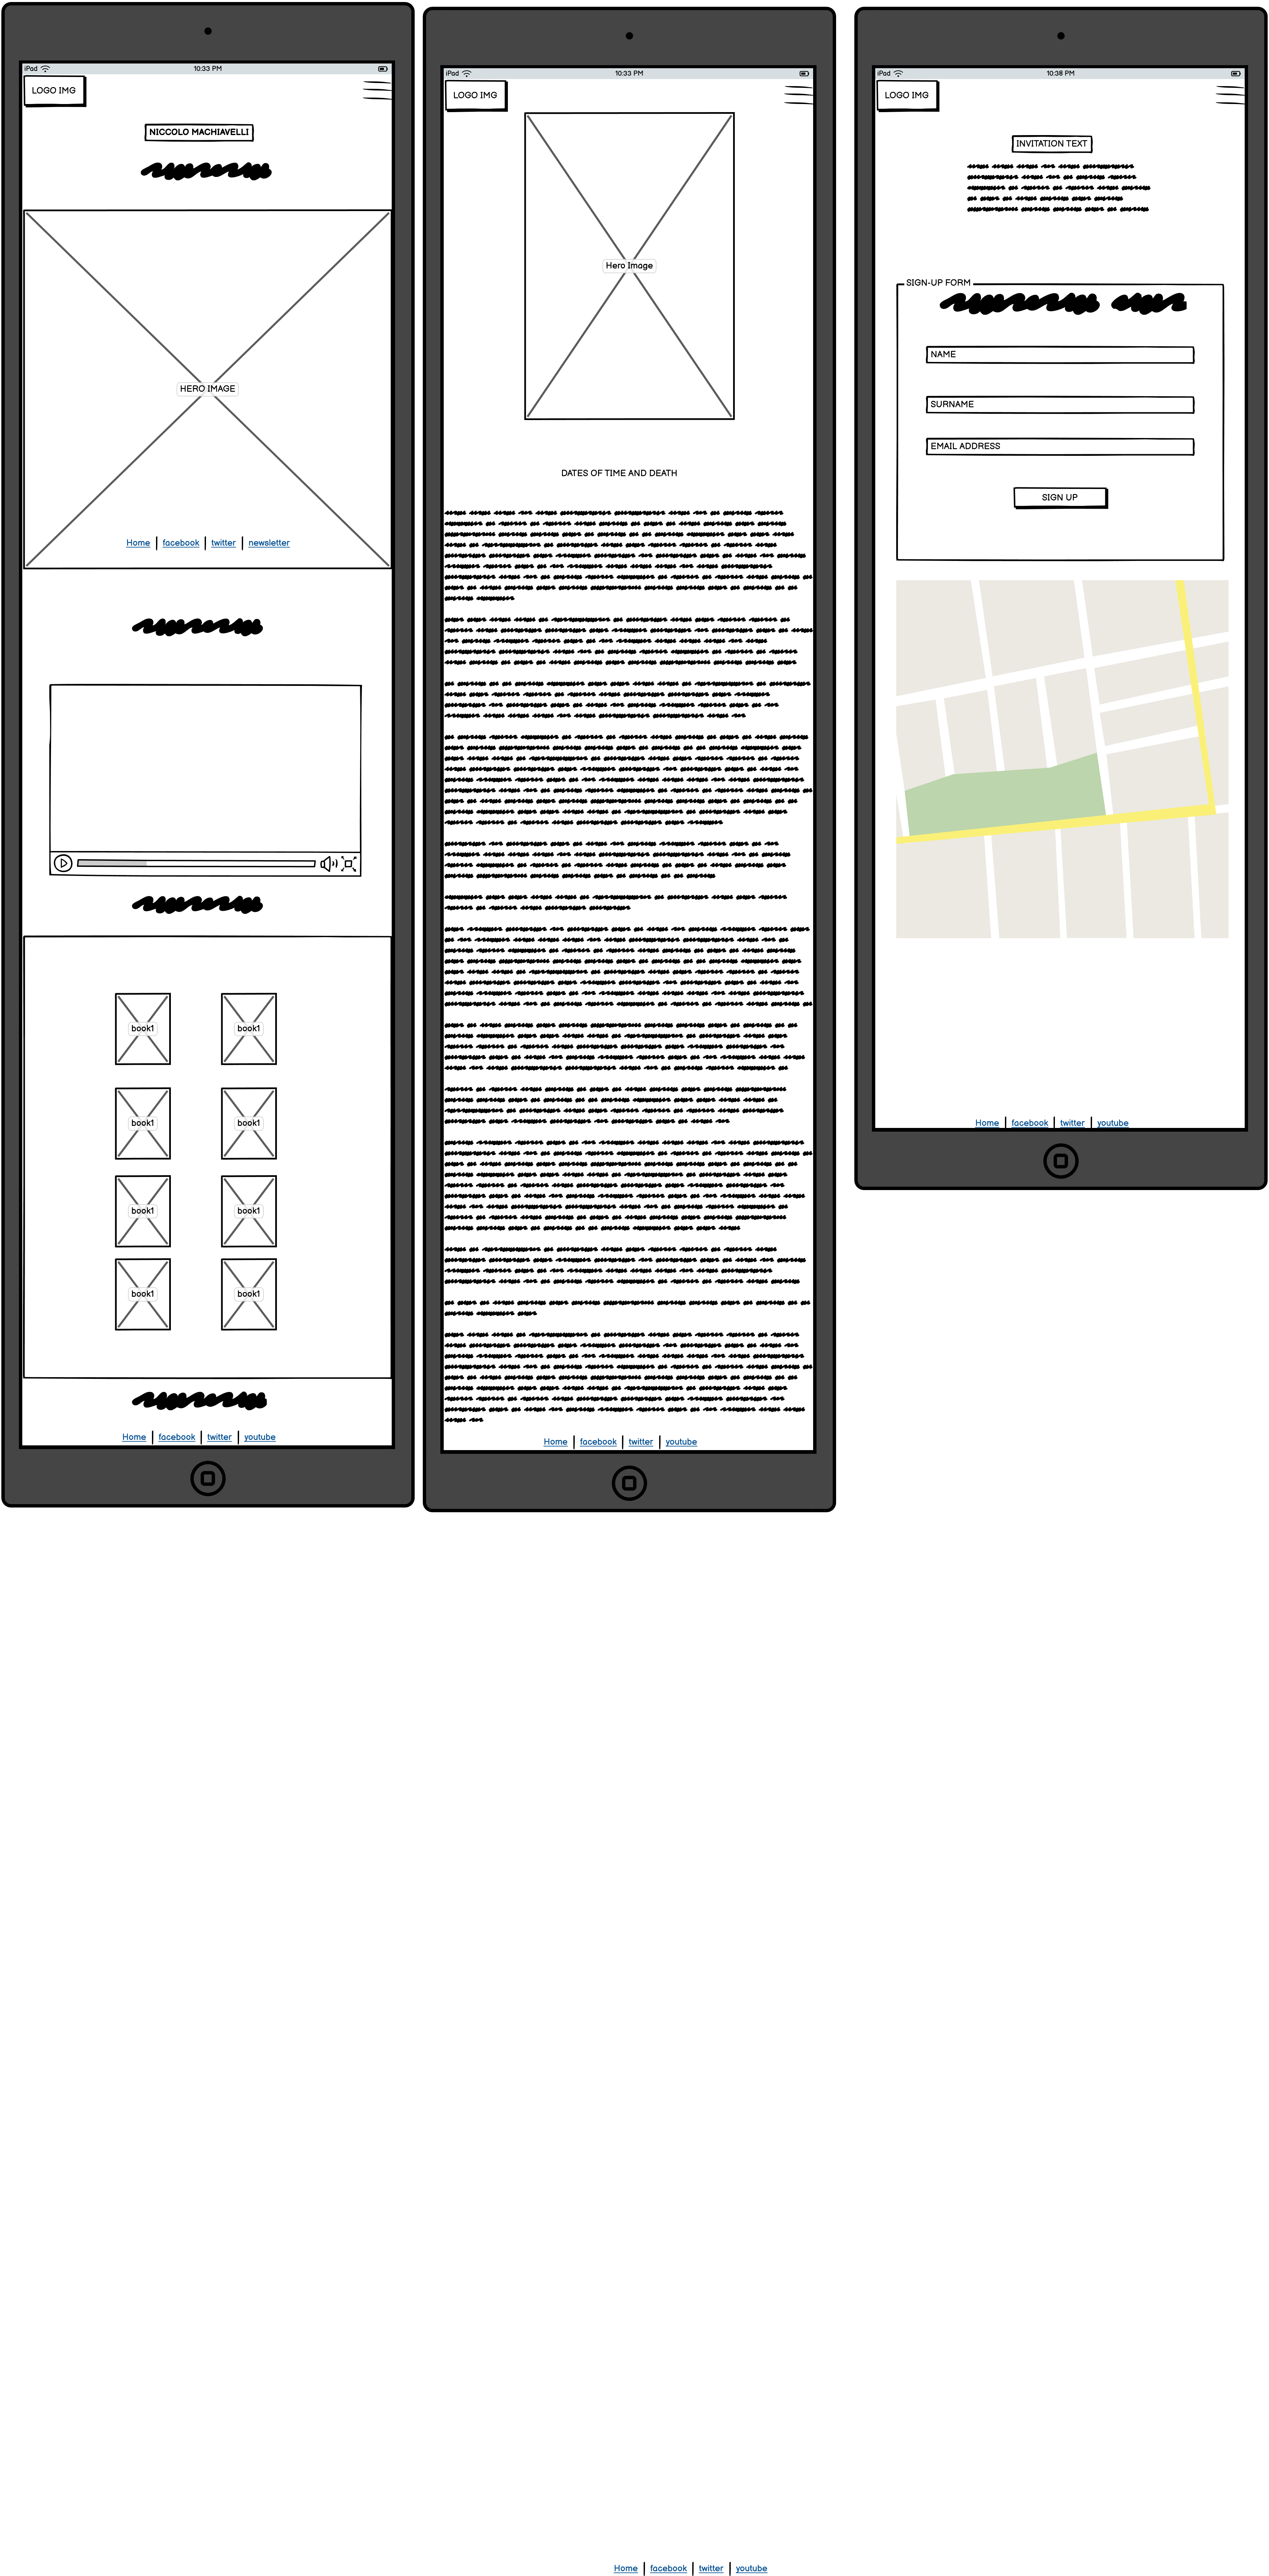 iPad 10:33 PM
LOGO IMG
NICCOLO MACHIAVELLI
HERO IMAGE
Home facebook twitter newsletter
book1 book1
book1 book1
book1 book1
book1 book1
Home facebook twitter youtube
iPad 10:33 PM
LOGO IMG
Hero Image
DATES OF TIME AND DEATH
Home facebook twitter youtube
iPad 10:38 PM
LOGO IMG
INVITATION TEXT
SIGN-UP FORM
NAME
SURNAME
EMAIL ADDRESS
SIGN UP
Home facebook twitter youtube
Home facebook twitter youtube